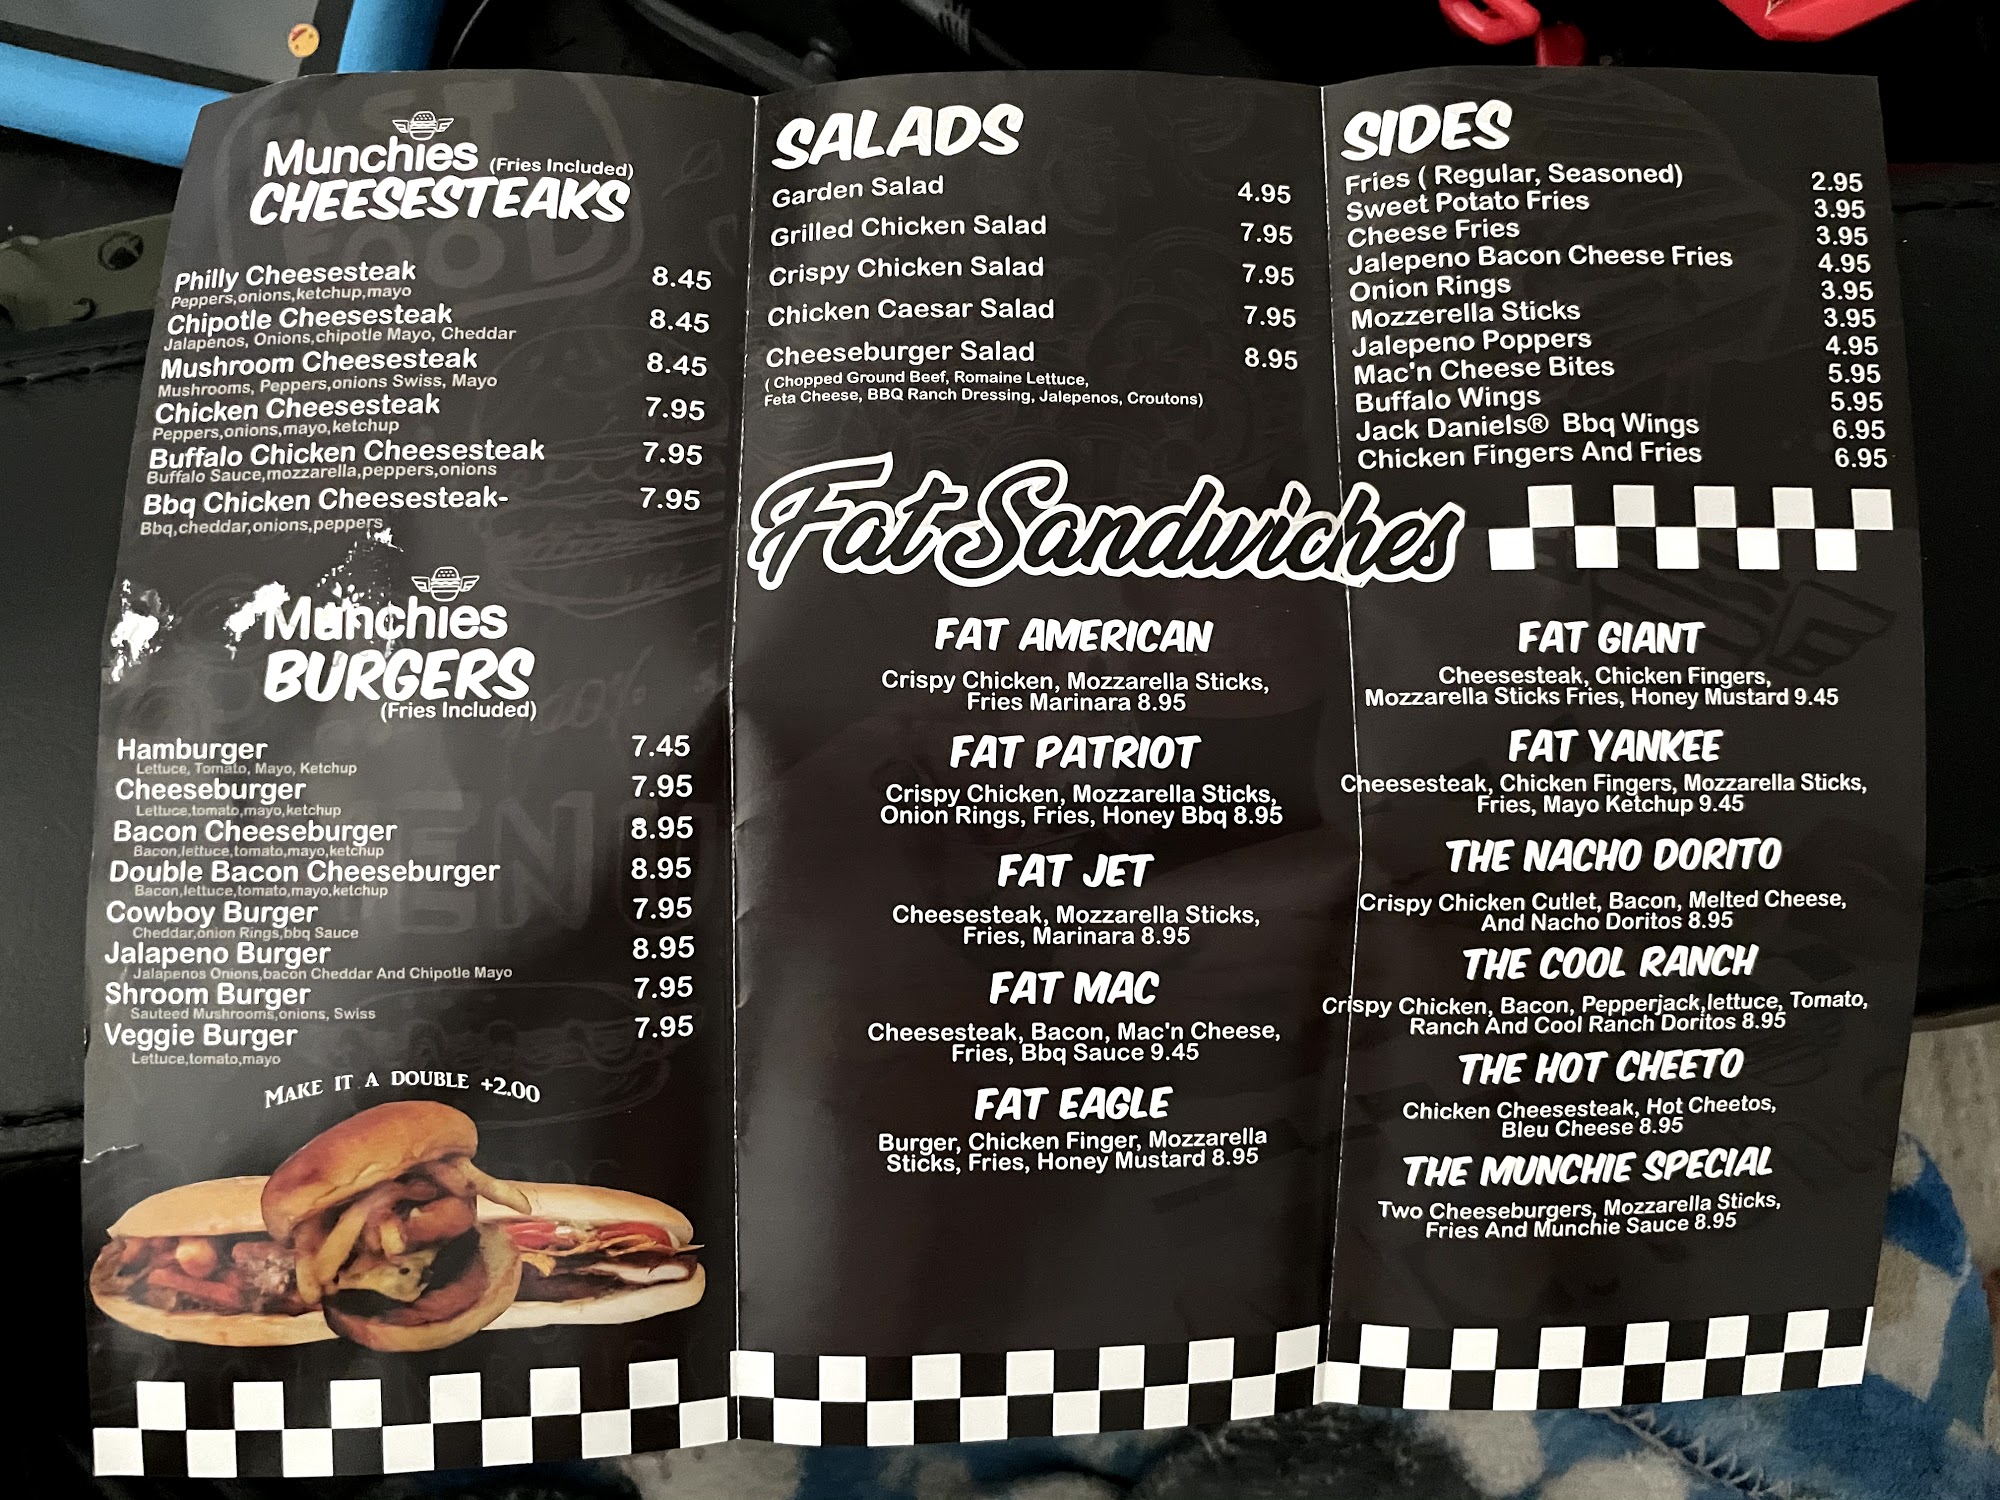 Munchies (Fries Included)
CHEESESTEAKS
Philly Cheesesteak 8.45
Peppers,onions,ketchup,mayo
Chipotle Cheesesteak 8.45
Jalapenos, Onions,chipotle Mayo, Cheddar
Mushroom Cheesesteak 8.45
Mushrooms, Peppers,onions Swiss, Mayo
Chicken Cheesesteak 7.95
Peppers,onions,mayo,ketchup
Buffalo Chicken Cheesesteak 7.95
Buffalo Sauce,mozzarella,peppers,onions
Bbq Chicken Cheesesteak- 7.95
Bbq,cheddar,onions,peppers
Munchies
BURGERS
(Fries Included)
Hamburger 7.45
Lettuce, Tomato, Mayo, Ketchup
Cheeseburger 7.95
Lettuce,tomato,mayo,ketchup
Bacon Cheeseburger 8.95
Bacon,lettuce,tomato,mayo,ketchup
Double Bacon Cheeseburger 8.95
Bacon,lettuce,tomato,mayo,ketchup
Cowboy Burger 7.95
Cheddar,onion Rings,bbq Sauce
Jalapeno Burger 8.95
Jalapenos Onions,bacon Cheddar And Chipotle Mayo
Shroom Burger 7.95
Sauteed Mushrooms,onions, Swiss
Veggie Burger 7.95
Lettuce,tomato,mayo
MAKE IT A DOUBLE +2.00
SALADS
Garden Salad 4.95
Grilled Chicken Salad 7.95
Crispy Chicken Salad 7.95
Chicken Caesar Salad 7.95
Cheeseburger Salad 8.95
( Chopped Ground Beef, Romaine Lettuce,
Feta Cheese, BBQ Ranch Dressing, Jalepenos, Croutons)
SIDES
Fries ( Regular, Seasoned) 2.95
Sweet Potato Fries 3.95
Cheese Fries 3.95
Jalepeno Bacon Cheese Fries 4.95
Onion Rings 3.95
Mozzerella Sticks 3.95
Jalepeno Poppers 4.95
Mac'n Cheese Bites 5.95
Buffalo Wings 5.95
Jack Daniels® Bbq Wings 6.95
Chicken Fingers And Fries 6.95
Fat Sandwiches
FAT AMERICAN
Crispy Chicken, Mozzarella Sticks,
Fries Marinara 8.95
FAT PATRIOT
Crispy Chicken, Mozzarella Sticks,
Onion Rings, Fries, Honey Bbq 8.95
FAT JET
Cheesesteak, Mozzarella Sticks,
Fries, Marinara 8.95
FAT MAC
Cheesesteak, Bacon, Mac'n Cheese,
Fries, Bbq Sauce 9.45
FAT EAGLE
Burger, Chicken Finger, Mozzarella
Sticks, Fries, Honey Mustard 8.95
FAT GIANT
Cheesesteak, Chicken Fingers,
Mozzarella Sticks Fries, Honey Mustard 9.45
FAT YANKEE
Cheesesteak, Chicken Fingers, Mozzarella Sticks,
Fries, Mayo Ketchup 9.45
THE NACHO DORITO
Crispy Chicken Cutlet, Bacon, Melted Cheese,
And Nacho Doritos 8.95
THE COOL RANCH
Crispy Chicken, Bacon, Pepperjack,lettuce, Tomato,
Ranch And Cool Ranch Doritos 8.95
THE HOT CHEETO
Chicken Cheesesteak, Hot Cheetos,
Bleu Cheese 8.95
THE MUNCHIE SPECIAL
Two Cheeseburgers, Mozzarella Sticks,
Fries And Munchie Sauce 8.95